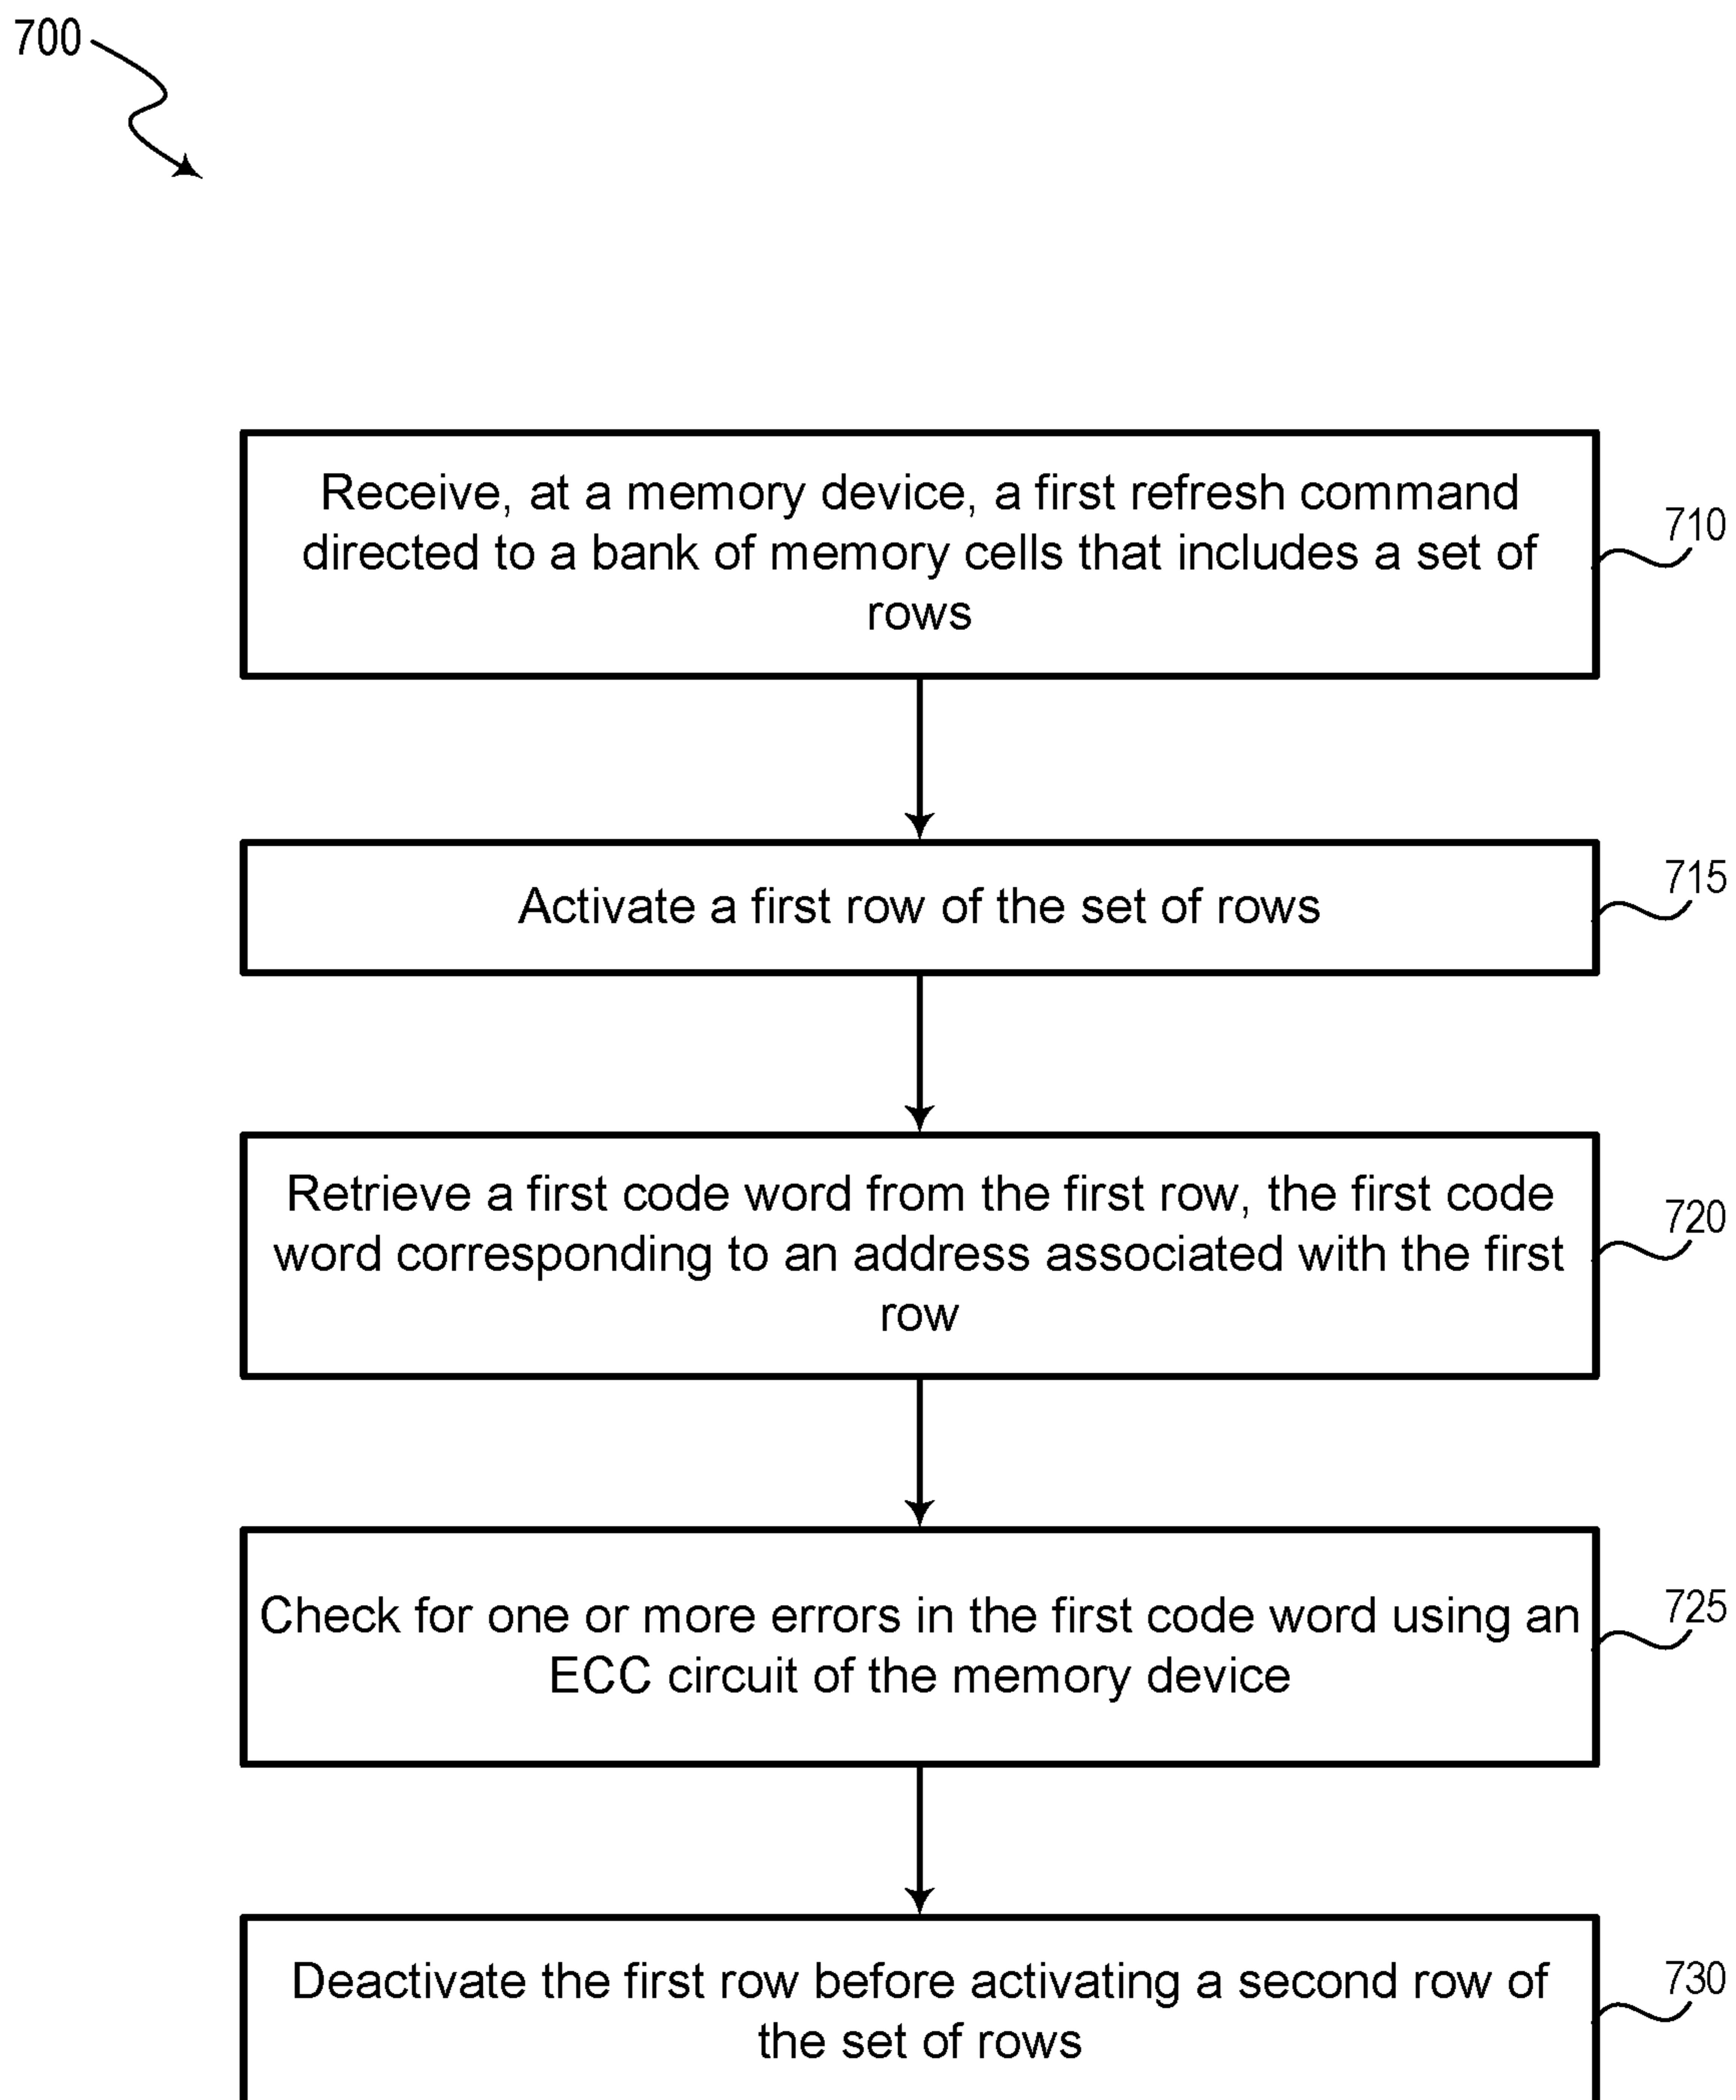 700
Receive, at a memory device, a first refresh command
directed to a bank of memory cells that includes a set of
rows
710
Activate a first row of the set of rows
715
Retrieve a first code word from the first row, the first code
word corresponding to an address associated with the first
row
720
Check for one or more errors in the first code word using an
ECC circuit of the memory device
725
Deactivate the first row before activating a second row of
the set of rows
730